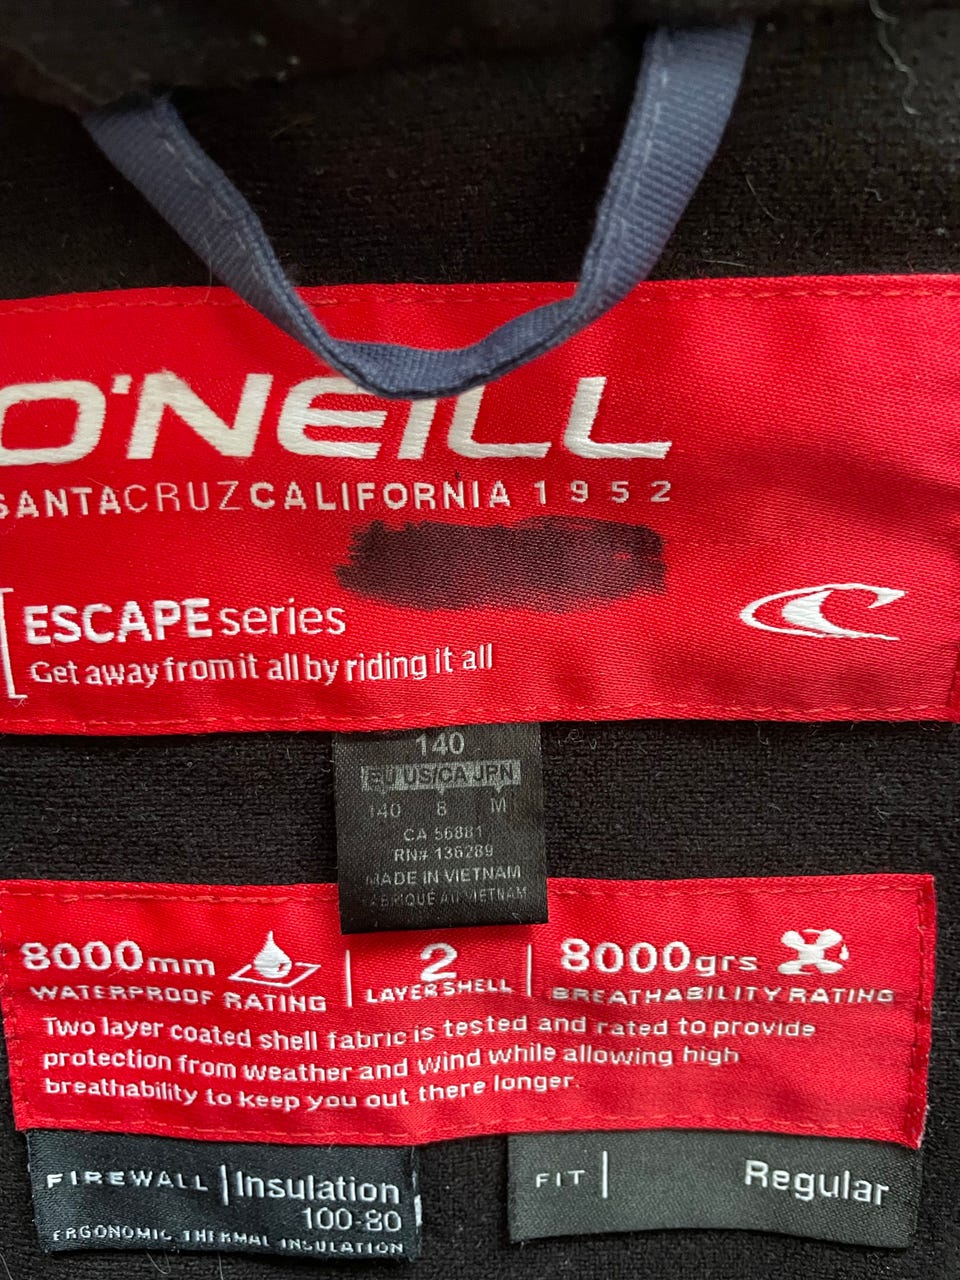 O'NEILL
SANTACRUZCALIFORNIA 1952
ESCAPE series
Get away from it all by riding it all
140
EU US/CA JPN
140 8 M
CA 56881
RN# 136289
MADE IN VIETNAM
FABRIQUÉ AU VIETNAM
8000mm
WATERPROOF RATING
2
LAYER SHELL
8000grs
BREATHABILITY RATING
Two layer coated shell fabric is tested and rated to provide
protection from weather and wind while allowing high
breathability to keep you out there longer.
FIREWALL | Insulation
100-80
ERGONOMIC THERMAL INSULATION
FIT | Regular